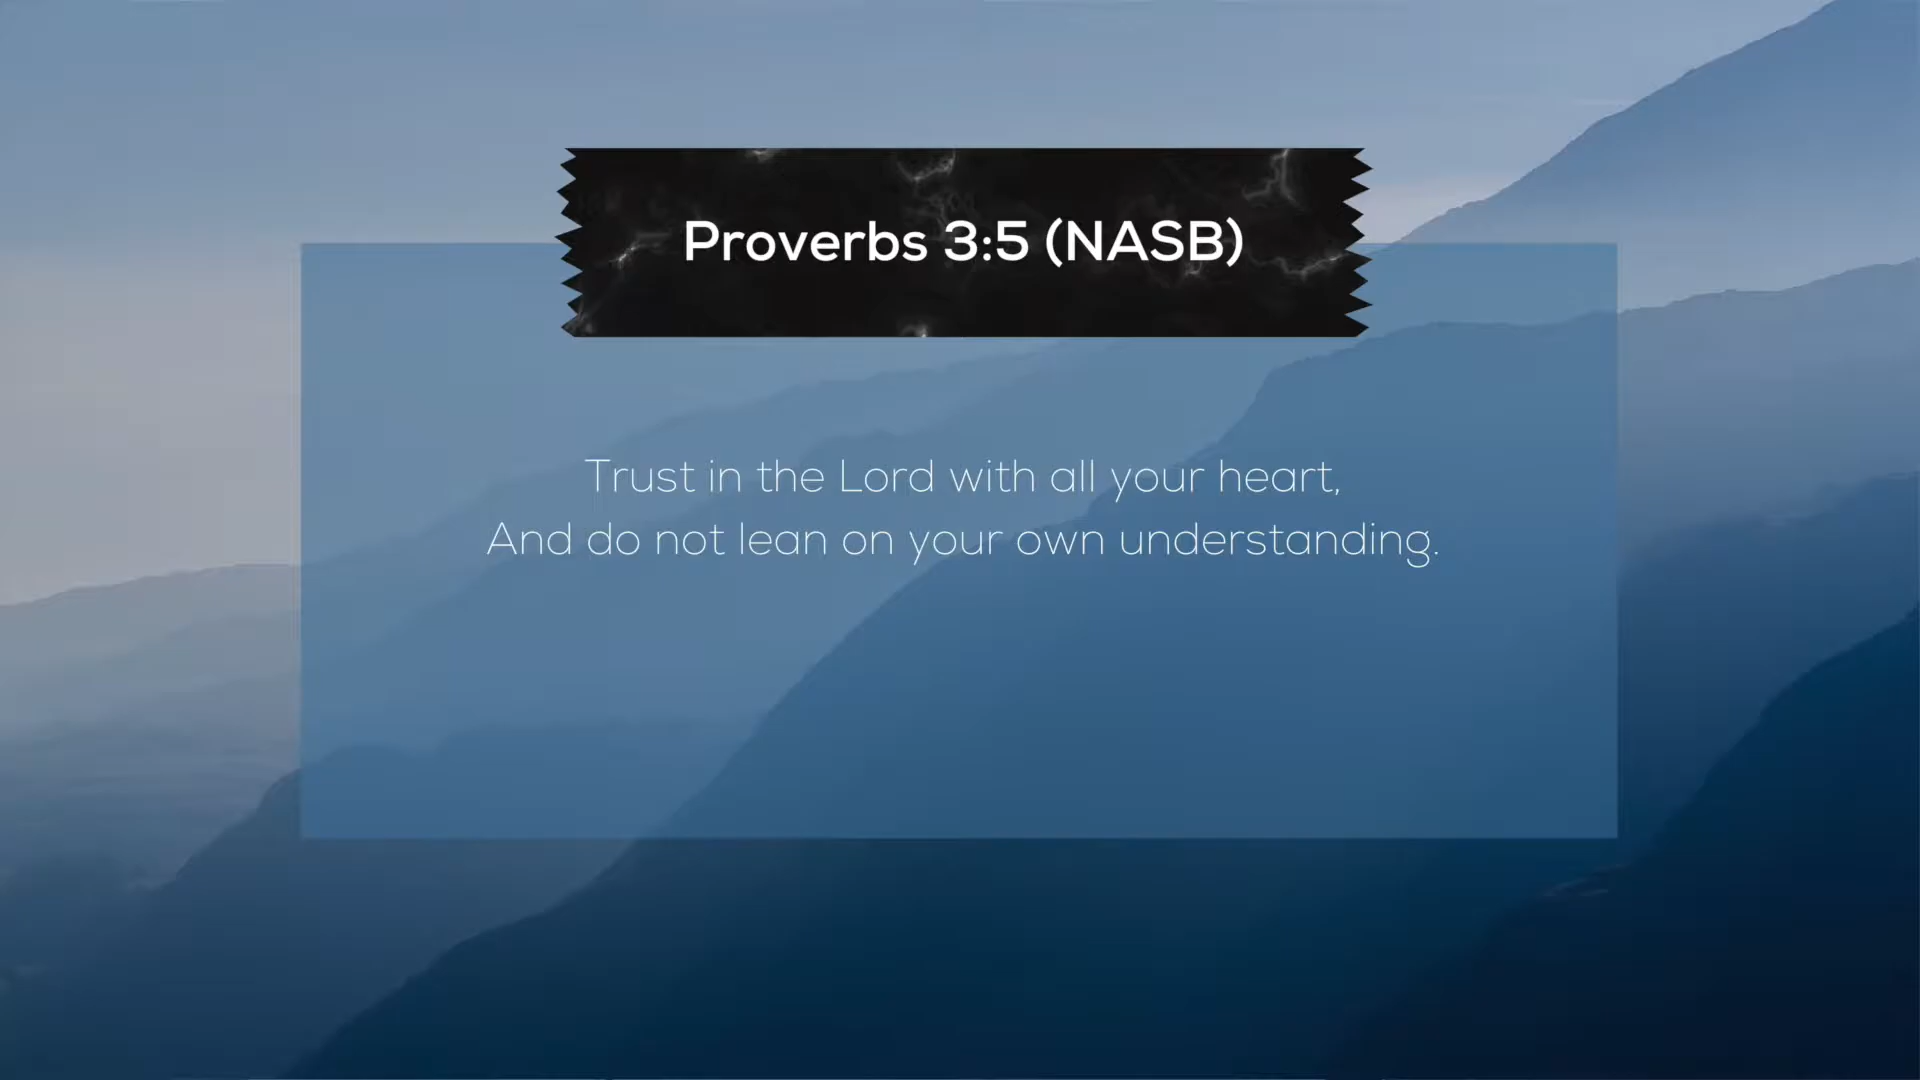 Proverbs 3:5 (NASB)
Trust in the Lord with all your heart,
And do not lean on your own understanding.